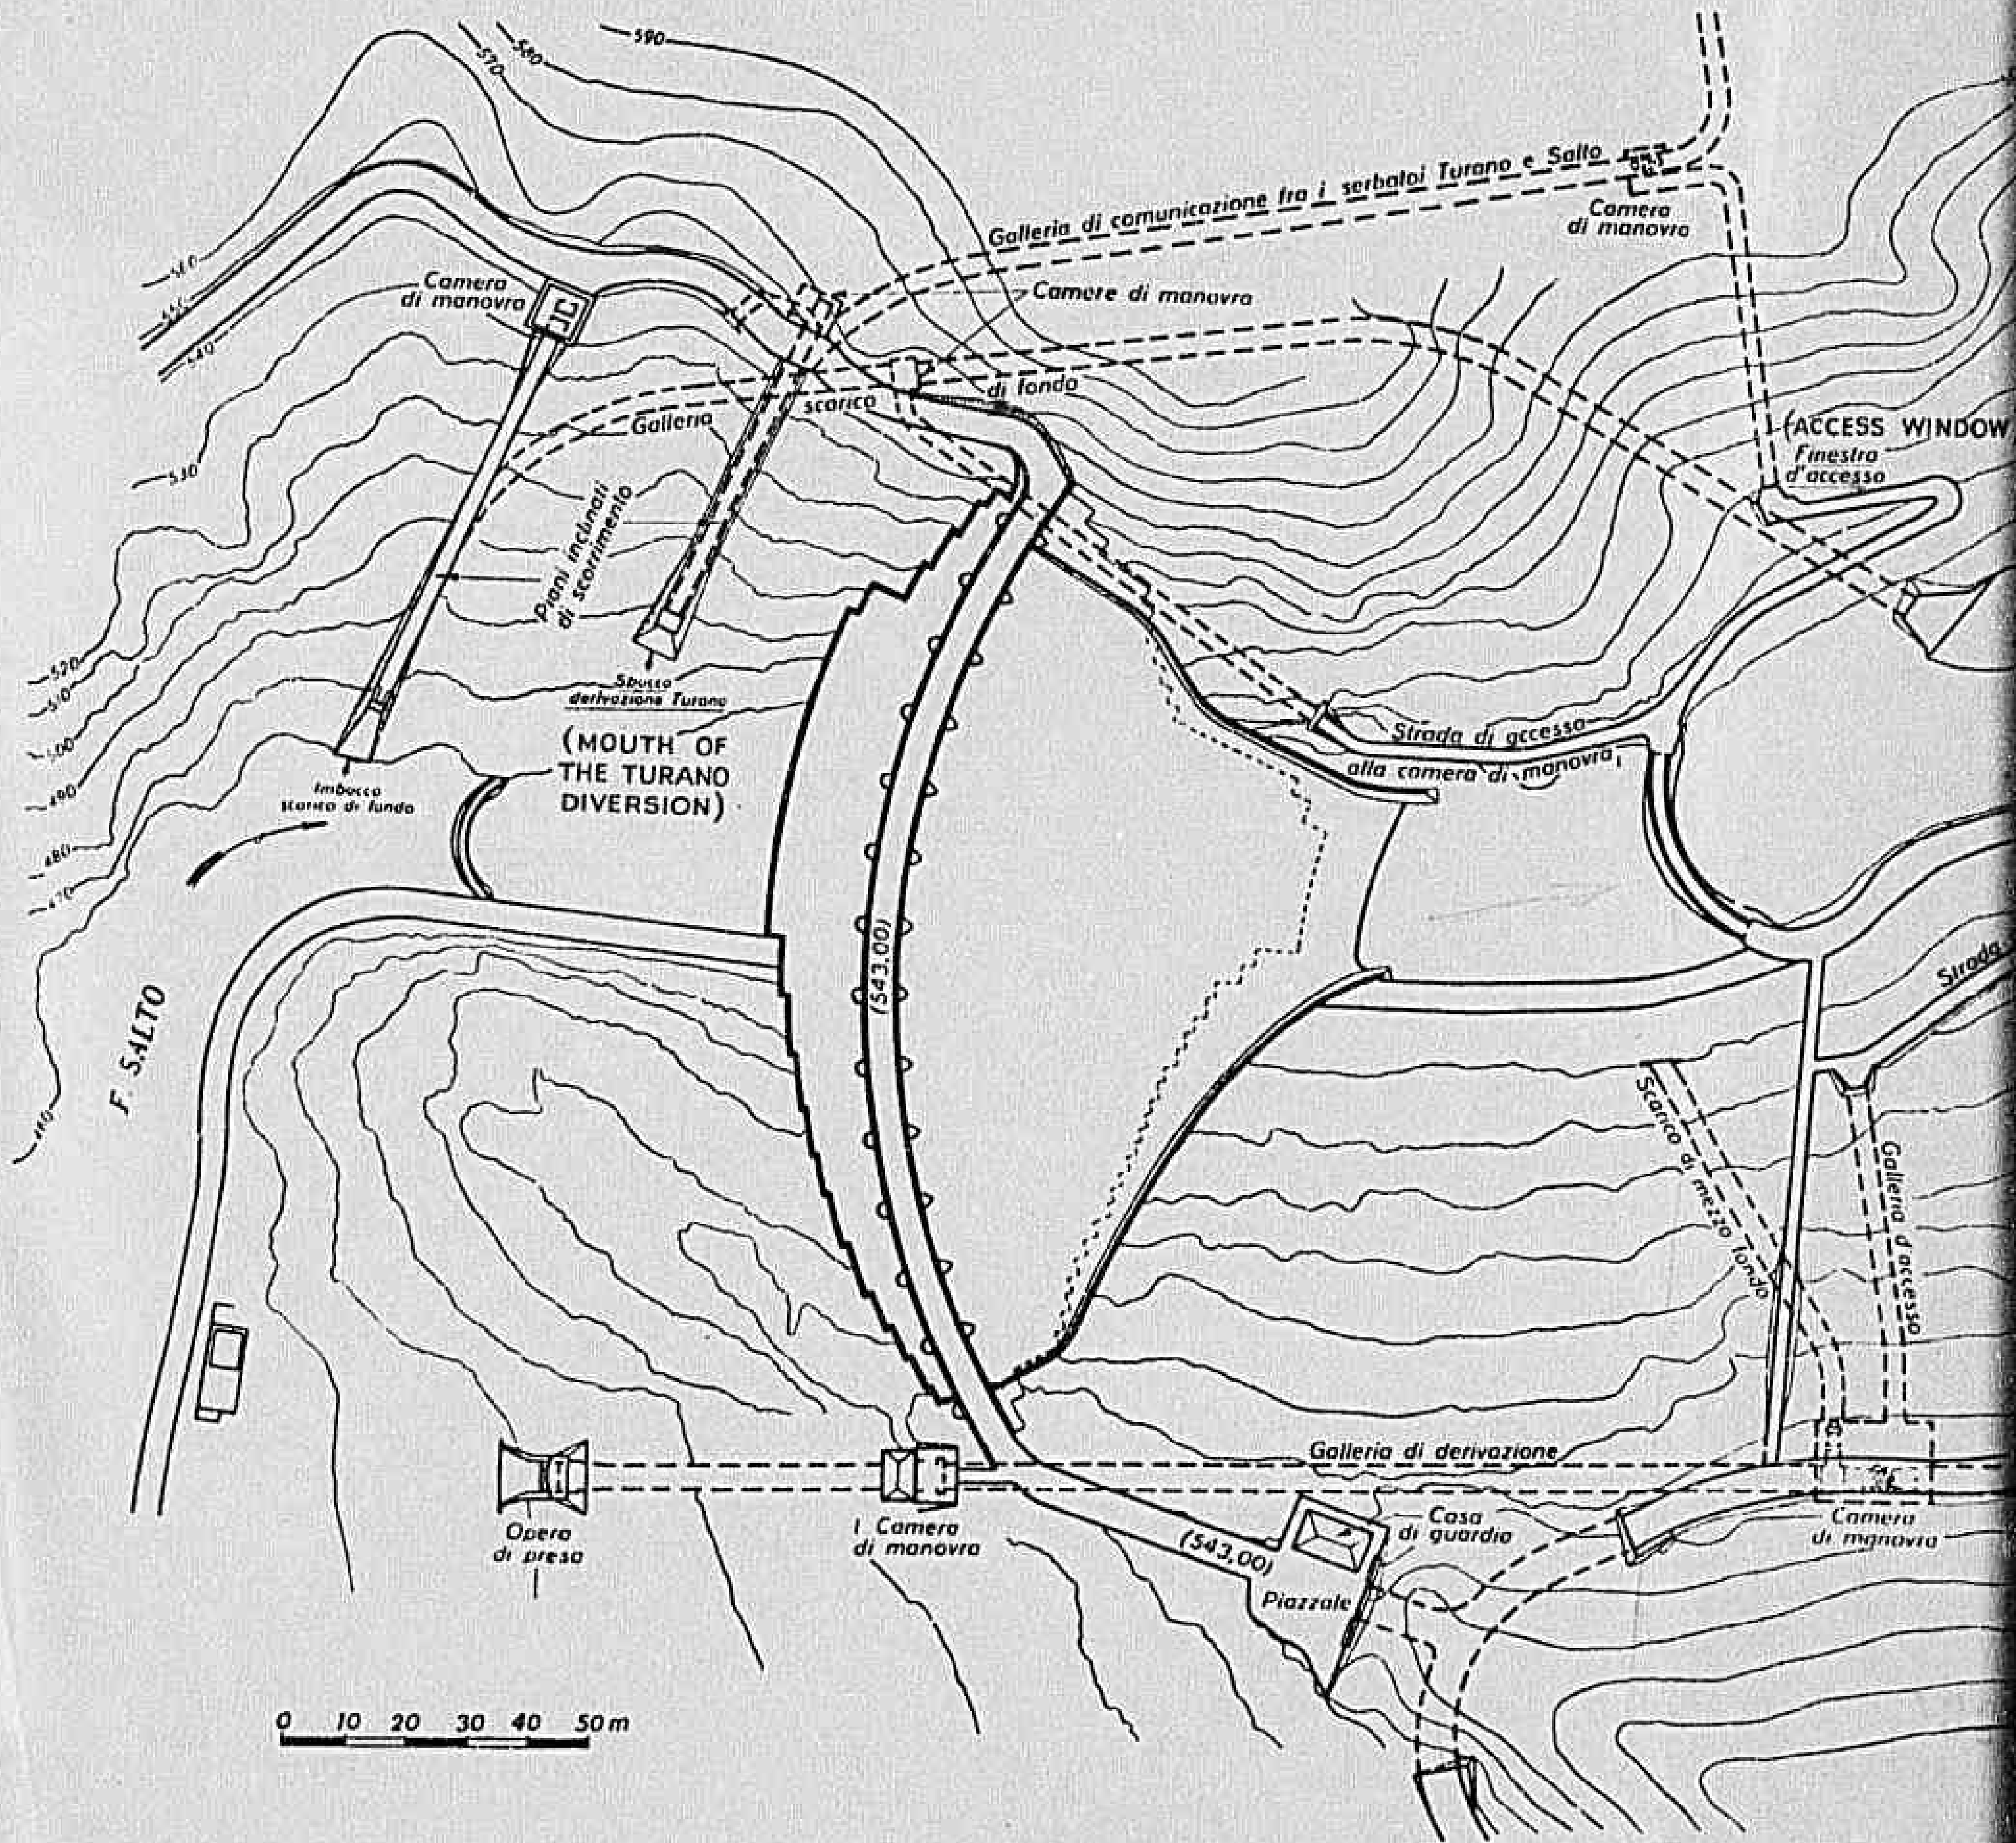 590
580
570
Galleria di comunicazione fra i serbatoi Turano e Salto
Camera
di manovra
560
540
Camera
di manovra
Camere di manovra
530
Galleria
scarico
di fondo
(ACCESS WINDOW
Finestra
d'accesso
Piani inclinati
di scorrimento
520
510
500
490
480
470
Sbocco
derivazione Turano
(MOUTH OF
THE TURANO
DIVERSION)
Imbocco
scarico di fondo
Strada di accesso
alla camera di manovra
(543.00)
F. SALTO
Strada
Scarico di mezzo fondo
Galleria d'accesso
Galleria di derivazione
Opera
di presa
I Camera
di manovra
(543.00)
Casa
di guardia
Piazzale
Camera
di manovra
0 10 20 30 40 50 m